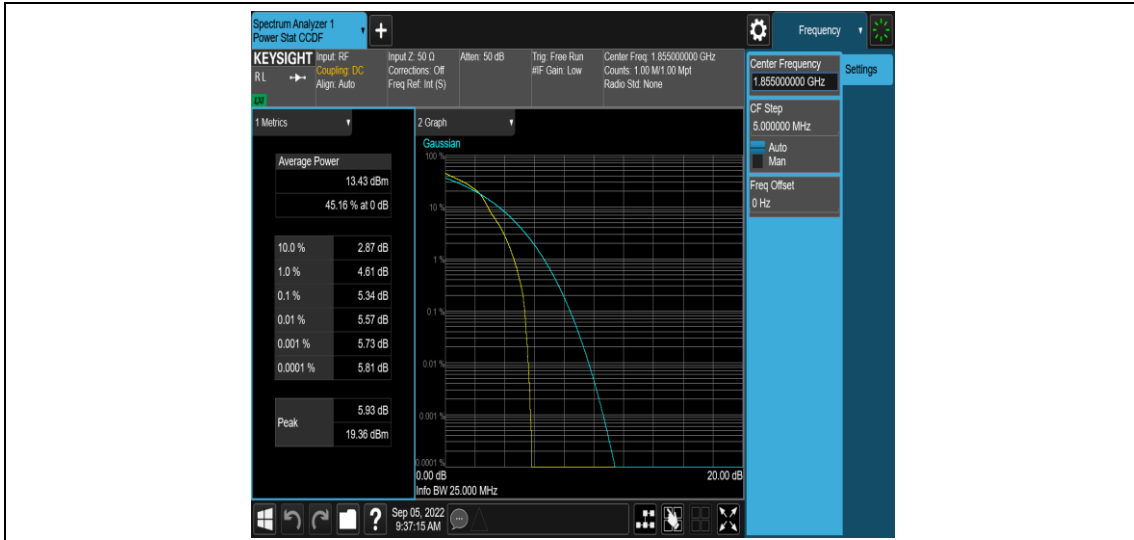 Spectrum Analyzer 1
Power Stat CCDF
+
Frequency
KEYSIGHT
RL
Input: RF
Coupling: DC
Align: Auto
Input Z: 50 Ω
Corrections: Off
Freq Ref: Int (S)
Atten: 50 dB
Trig: Free Run
#IF Gain: Low
Center Freq: 1.855000000 GHz
Counts: 1.00 M/1.00 Mpt
Radio Std: None
Center Frequency
1.855000000 GHz
Settings
CF Step
5.000000 MHz
Auto
Man
Freq Offset
0 Hz
1 Metrics
Average Power
13.43 dBm
45.16 % at 0 dB
10.0 % 2.87 dB
1.0 % 4.61 dB
0.1 % 5.34 dB
0.01 % 5.57 dB
0.001 % 5.73 dB
0.0001 % 5.81 dB
Peak
5.93 dB
19.36 dBm
2 Graph
Gaussian
100 %
10 %
1 %
0.1 %
0.01 %
0.001 %
0.0001 %
0.00 dB 20.00 dB
Info BW 25.000 MHz
?
Sep 05, 2022
9:37:15 AM